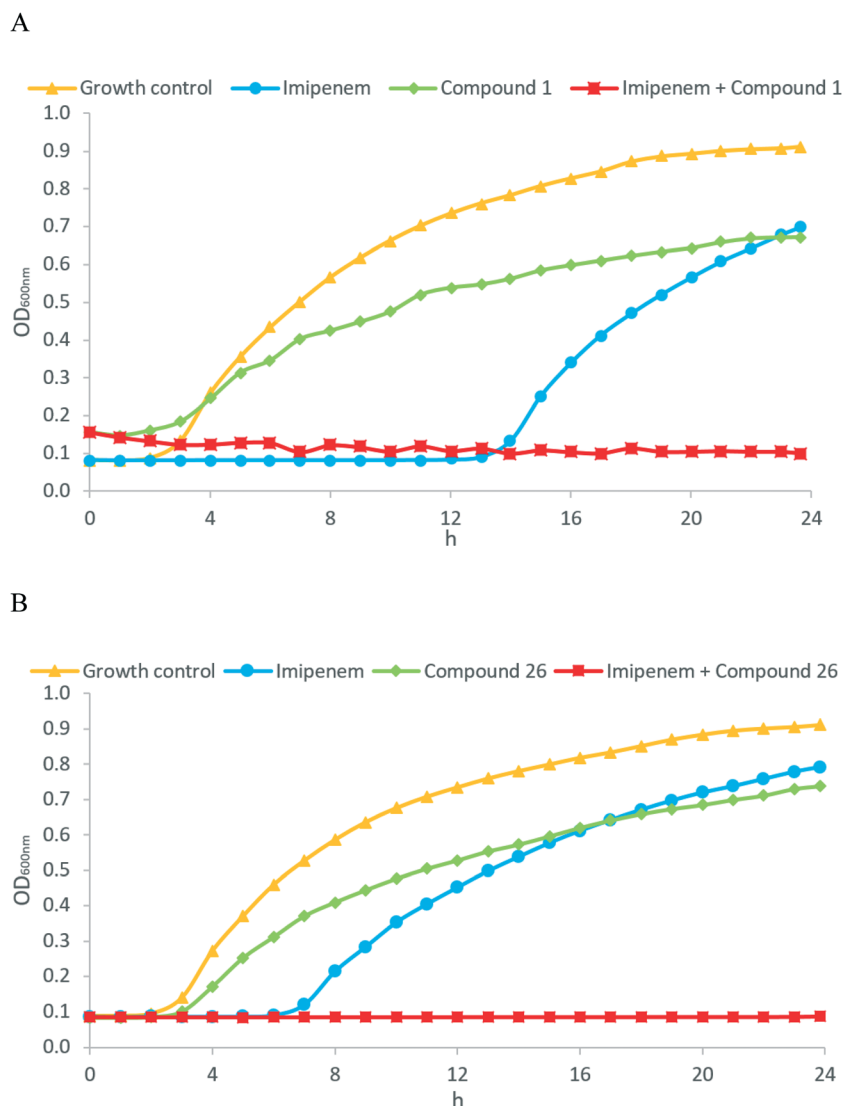 A
Growth control Imipenem Compound 1 Imipenem + Compound 1
1.0
0.9
0.8
0.7
0.6
0.5
0.4
0.3
0.2
0.1
0.0
OD600nm
0 4 8 12 16 20 24
h
B
Growth control Imipenem Compound 26 Imipenem + Compound 26
1.0
0.9
0.8
0.7
0.6
0.5
0.4
0.3
0.2
0.1
0.0
OD600nm
0 4 8 12 16 20 24
h